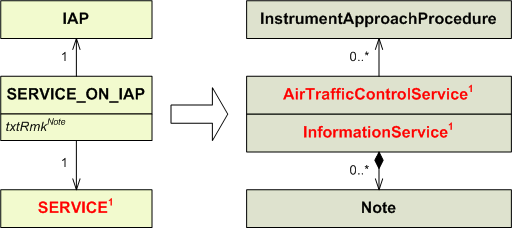 IAP
1
SERVICE_ON_IAP
txtRmkNote
1
SERVICE1
InstrumentApproachProcedure
0..*
AirTrafficControlService1
InformationService1
0..*
Note